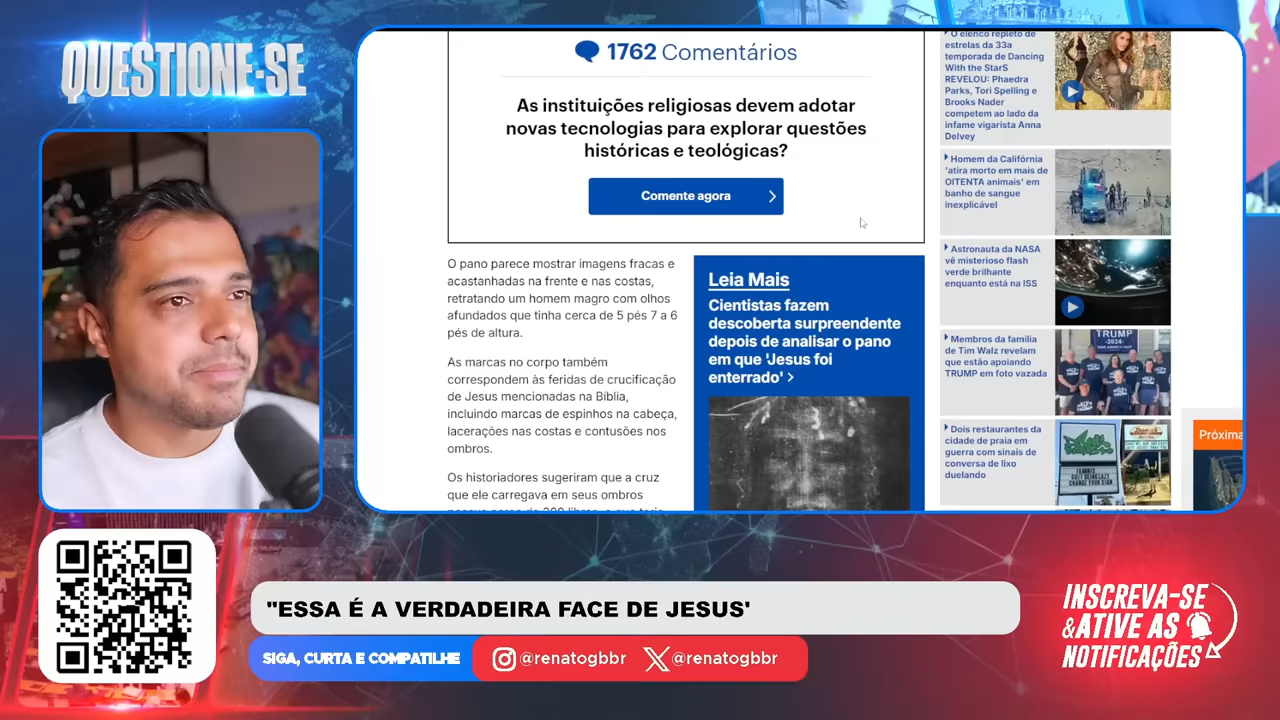 QUESTIONE-SE
1762 Comentários
As instituições religiosas devem adotar
novas tecnologias para explorar questões
históricas e teológicas?
Comente agora
O pano parece mostrar imagens fracas e
acastanhadas na frente e nas costas,
retratando um homem magro com olhos
afundados que tinha cerca de 5 pés 7 a 6
pés de altura.
As marcas no corpo também
correspondem às feridas de crucificação
de Jesus mencionadas na Bíblia,
incluindo marcas de espinhos na cabeça,
lacerações nas costas e contusões nos
ombros.
Os historiadores sugeriram que a cruz
que ele carregava em seus ombros
Leia Mais
Cientistas fazem
descoberta surpreendente
depois de analisar o pano
em que 'Jesus foi
enterrado' >
O elenco repleto de
estrelas da 33a
temporada de Dancing
With the StarS
REVELOU: Phaedra
Parks, Tori Spelling e
Brooks Nader
competem ao lado da
infame vigarista Anna
Delvey
Homem da Califórnia
'atira morto em mais de
OITENTA animais' em
banho de sangue
inexplicável
Astronauta da NASA
vê misterioso flash
verde brilhante
enquanto está na ISS
Membros da família
de Tim Walz revelam
que estão apoiando
TRUMP em foto vazada
TRUMP
2024
Dois restaurantes da
cidade de praia em
guerra com sinais de
conversa de lixo
duelando
Próxima
"ESSA É A VERDADEIRA FACE DE JESUS'
SIGA, CURTA E COMPATILHE
@renatogbbr
@renatogbbr
INSCREVA-SE
&ATIVE AS
NOTIFICAÇÕES